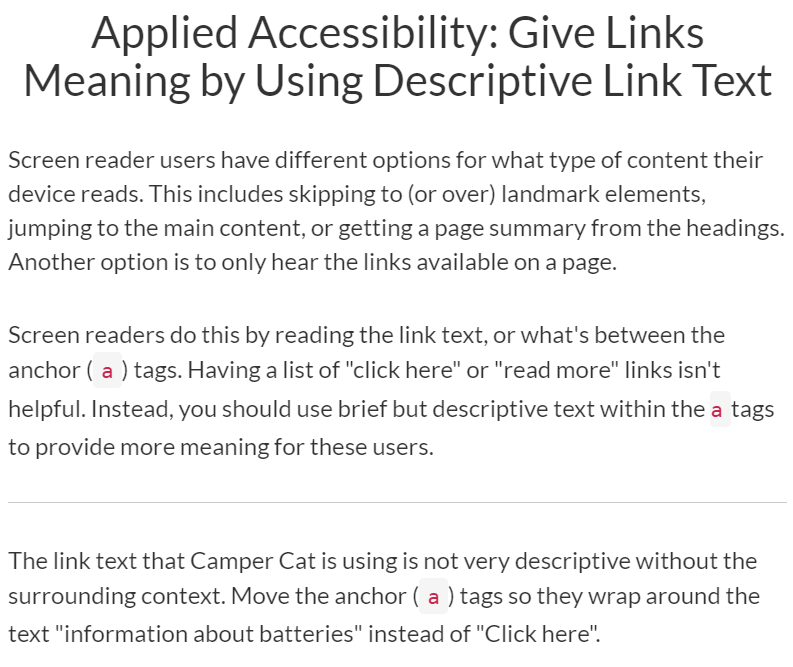 Applied Accessibility: Give Links
Meaning by Using Descriptive Link Text
Screen reader users have different options for what type of content their
device reads. This includes skipping to (or over) landmark elements,
jumping to the main content, or getting a page summary from the headings.
Another option is to only hear the links available on a page.
Screen readers do this by reading the link text, or what's between the
anchor ( a ) tags. Having a list of "click here" or "read more" links isn't
helpful. Instead, you should use brief but descriptive text within the a tags
to provide more meaning for these users.
The link text that Camper Cat is using is not very descriptive without the
surrounding context. Move the anchor ( a ) tags so they wrap around the
text "information about batteries" instead of "Click here".